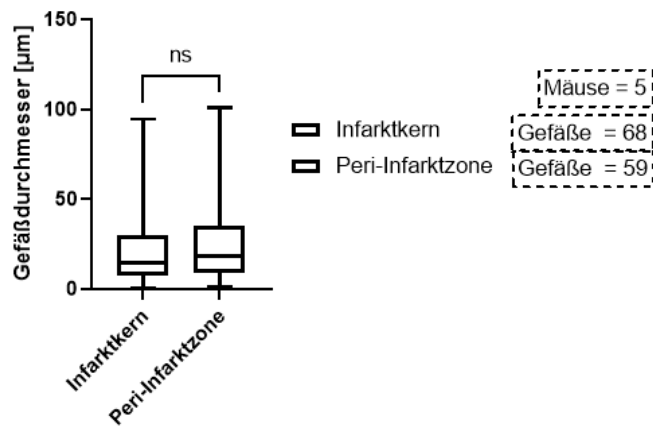 Gefäßdurchmesser [µm]
150
100
50
0
ns
Infarktkern
Peri-Infarktzone
Infarktkern
Peri-Infarktzone
Mäuse = 5
Gefäße = 68
Gefäße = 59